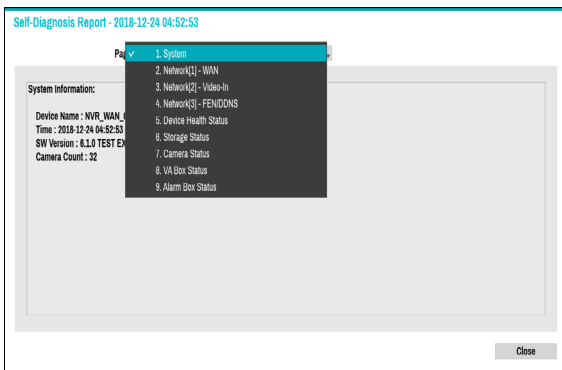 Self-Diagnosis Report - 2018-12-24 04:52:53
1. System
2. Network[1] - WAN
3. Network[2] - Video-In
4. Network[3] - FEN/DDNS
5. Device Health Status
6. Storage Status
7. Camera Status
8. VA Box Status
9. Alarm Box Status
System Information:
Device Name : NVR_WAN_
Time : 2018-12-24 04:52:53
SW Version : 6.1.0 TEST
Camera Count : 32
Close